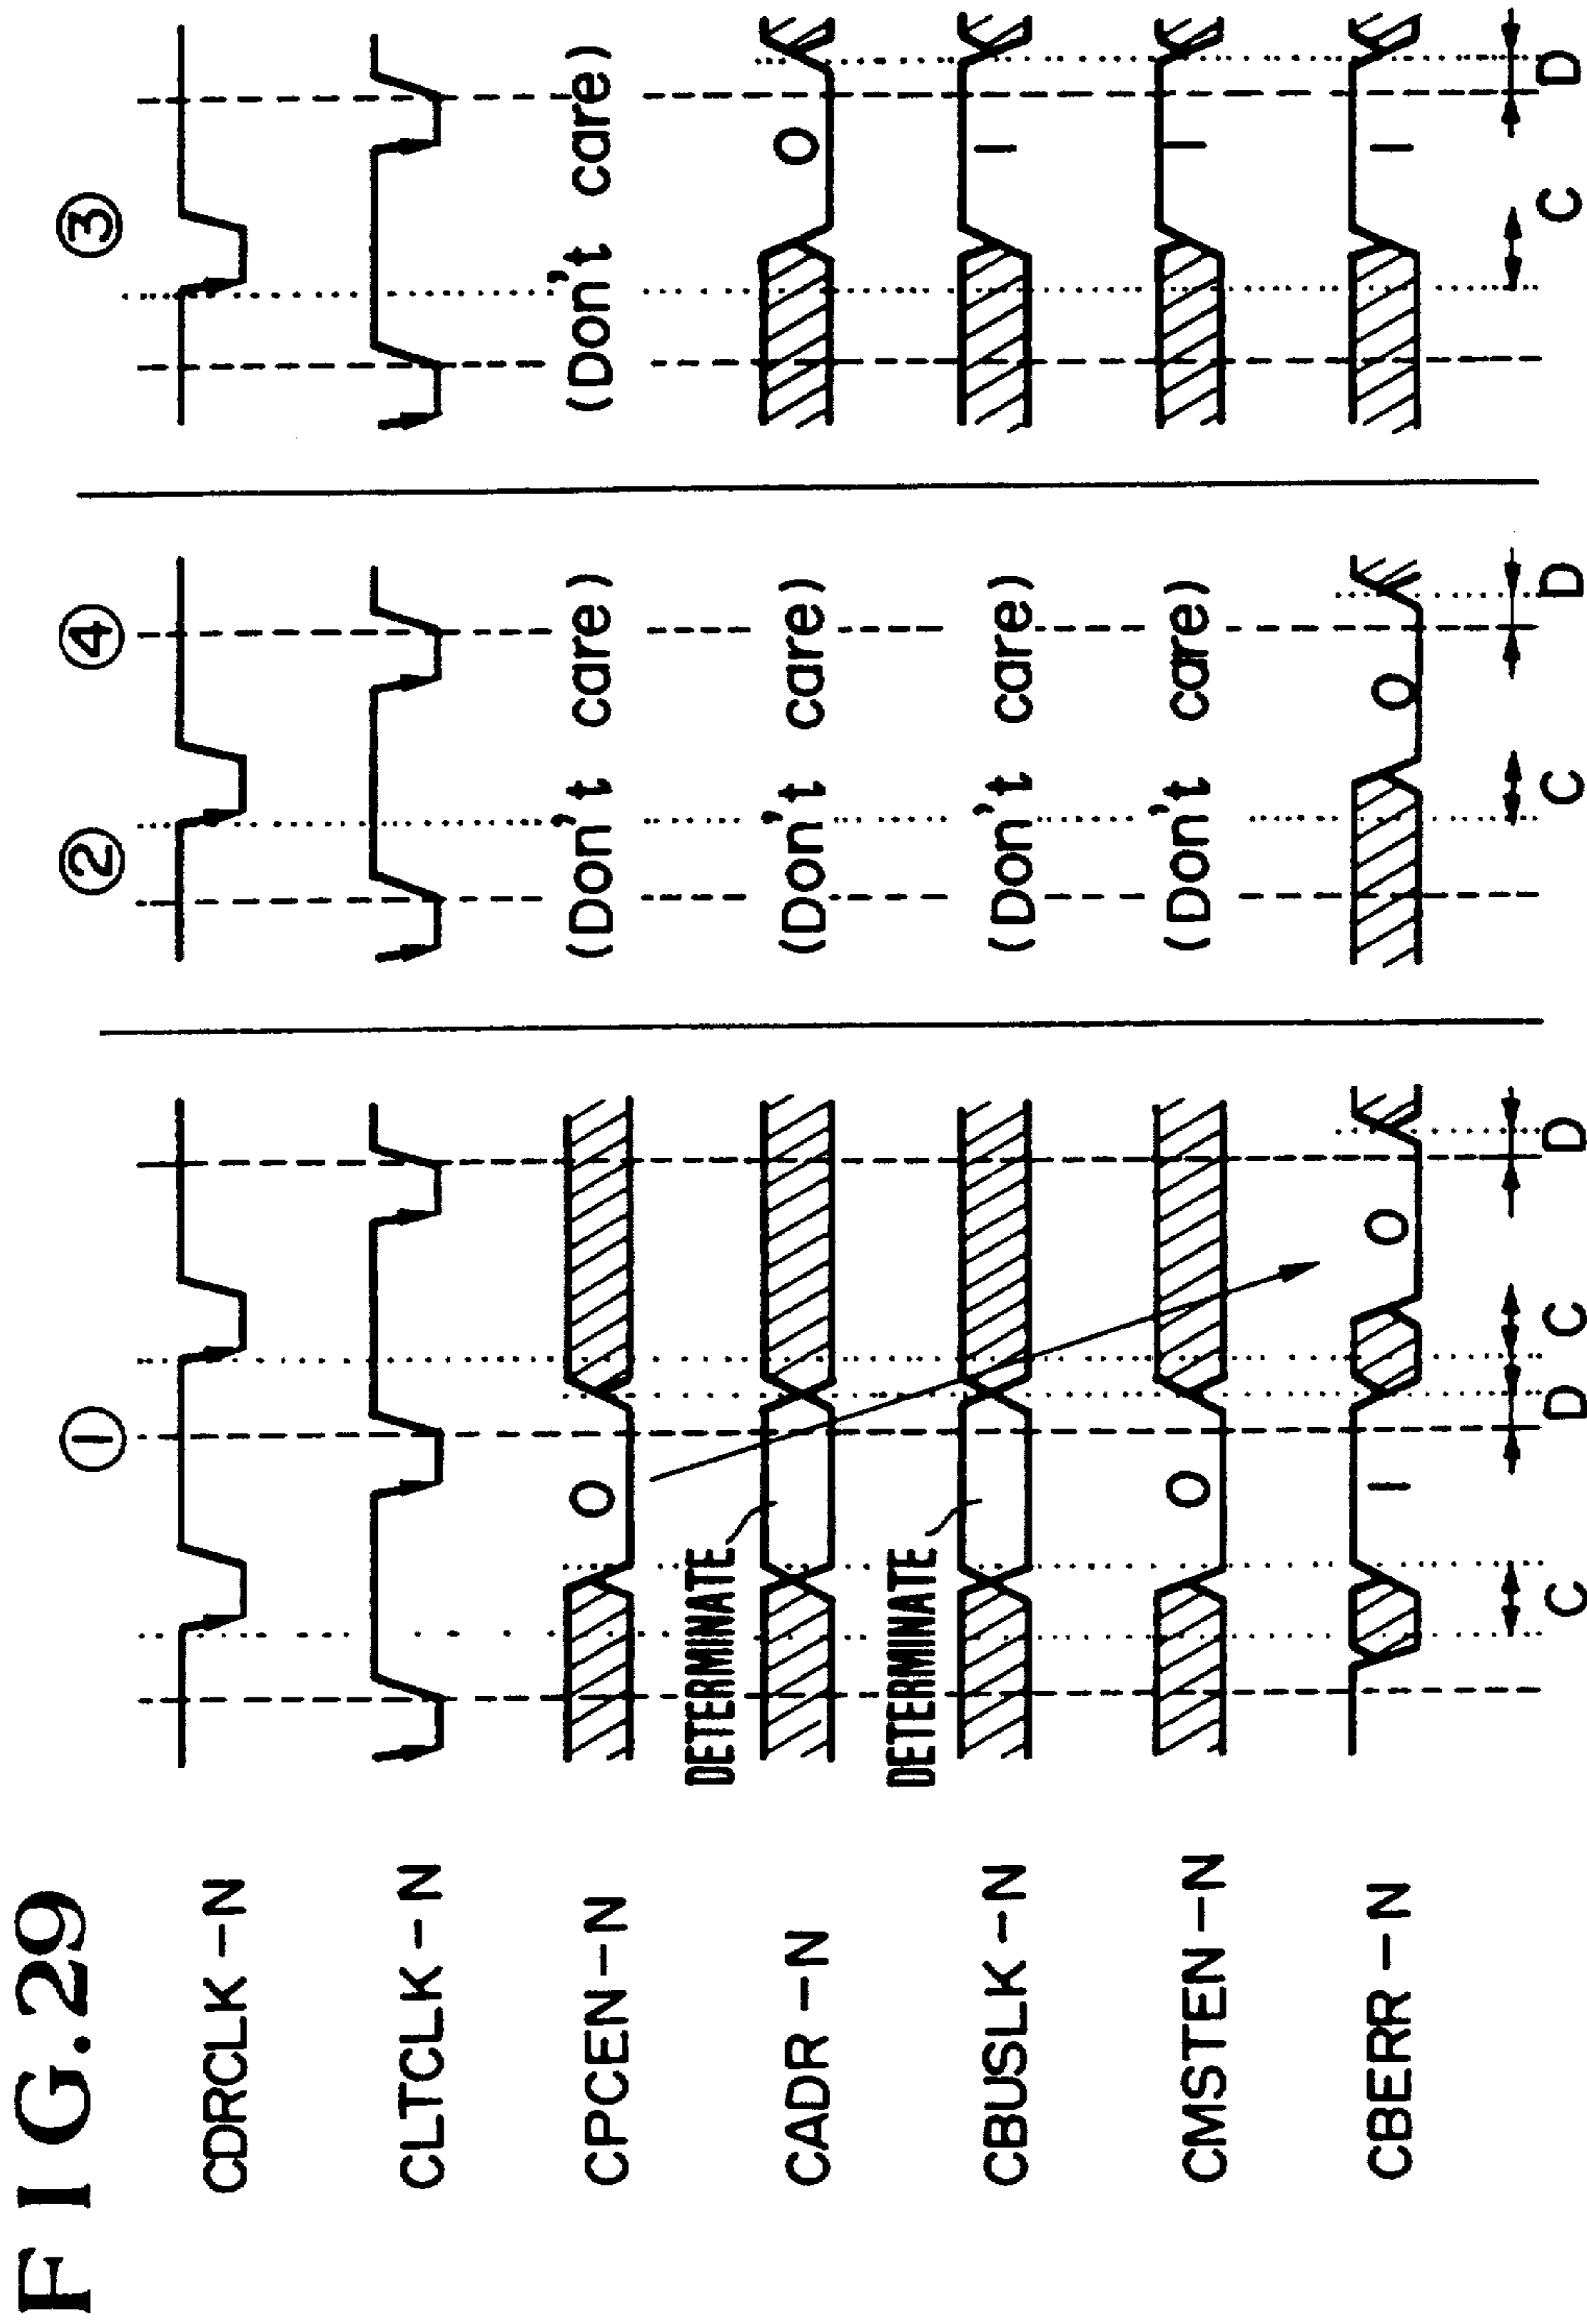 FIG.29
① ② ④ ③
CDRCLK-N
CLTCLK-N
CPCEN-N 0 (Don't care) (Don't care)
DETERMINATE
CADR-N (Don't care) 0
DETERMINATE
CBUSLK-N (Don't care) 1
CMSTEN-N 0 (Don't care) 1
CBERR-N 1 0 0 1
C D C D C D C D